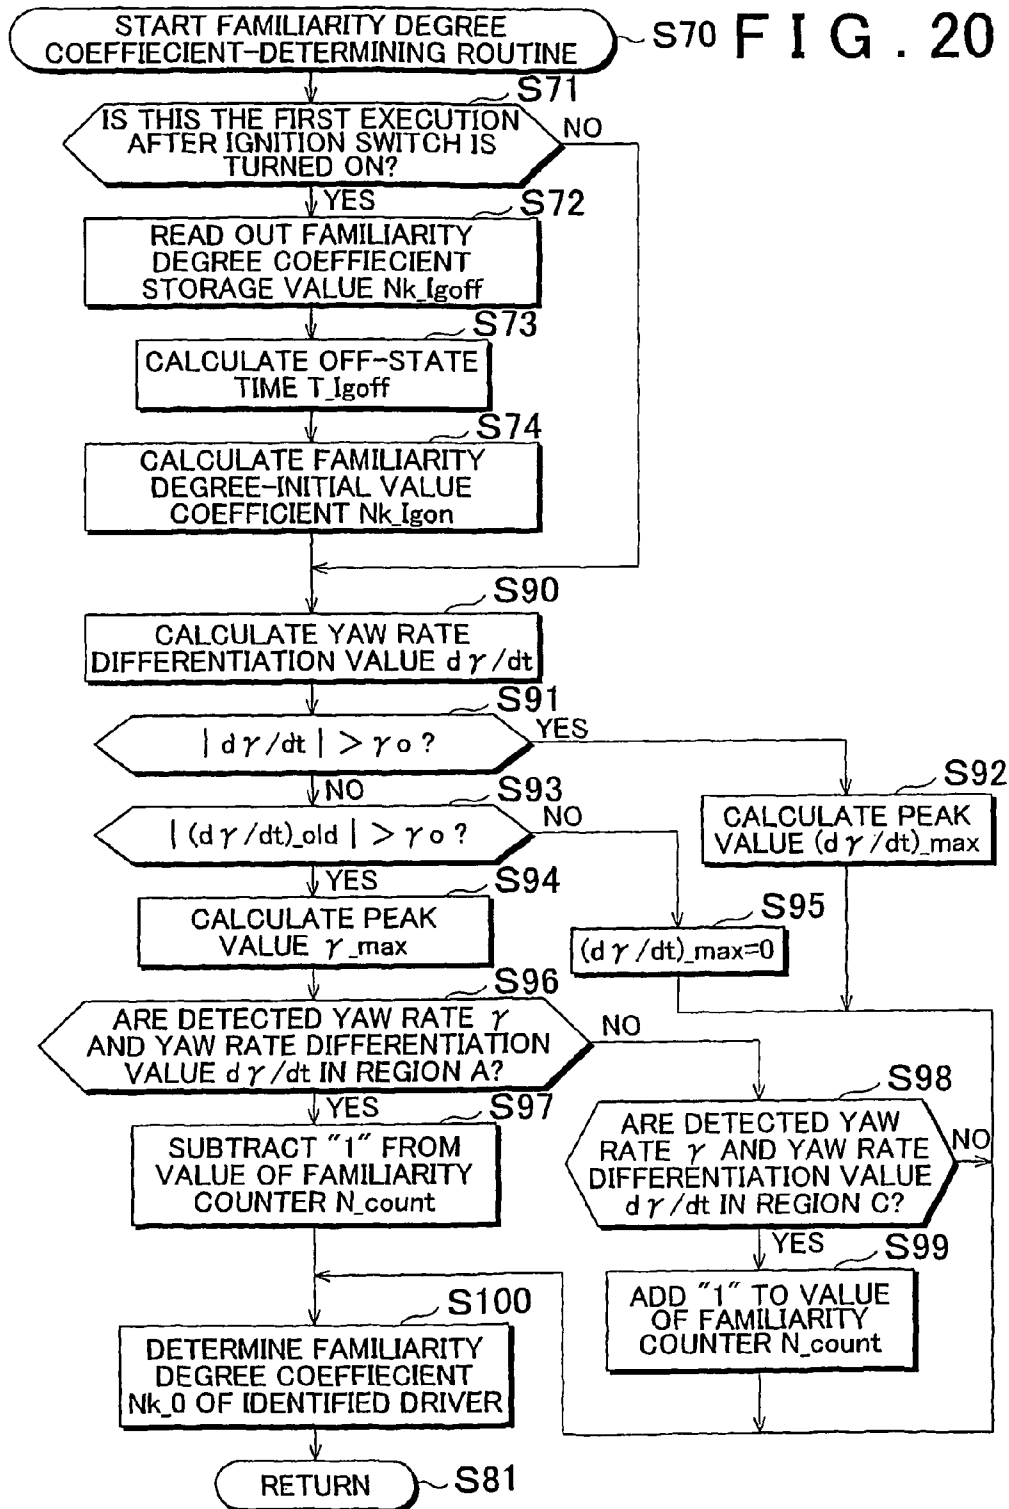 FIG. 20
START FAMILIARITY DEGREE
COEFFIECIENT-DETERMINING ROUTINE
S70
S71
IS THIS THE FIRST EXECUTION
AFTER IGNITION SWITCH IS
TURNED ON?
NO
YES
S72
READ OUT FAMILIARITY
DEGREE COEFFIECIENT
STORAGE VALUE Nk_Igoff
S73
CALCULATE OFF-STATE
TIME T_Igoff
S74
CALCULATE FAMILIARITY
DEGREE-INITIAL VALUE
COEFFICIENT Nk_Igon
S90
CALCULATE YAW RATE
DIFFERENTIATION VALUE dγ/dt
S91
| dγ/dt | > γo ?
YES
NO
S92
CALCULATE PEAK
VALUE (dγ/dt)_max
S93
| (dγ/dt)_old | > γo ?
NO
YES
S94
CALCULATE PEAK
VALUE γ_max
S95
(dγ/dt)_max=0
S96
ARE DETECTED YAW RATE γ
AND YAW RATE DIFFERENTIATION
VALUE dγ/dt IN REGION A?
NO
YES
S97
SUBTRACT "1" FROM
VALUE OF FAMILIARITY
COUNTER N_count
S98
ARE DETECTED YAW
RATE γ AND YAW RATE
DIFFERENTIATION VALUE
dγ/dt IN REGION C?
NO
YES
S99
ADD "1" TO VALUE
OF FAMILIARITY
COUNTER N_count
S100
DETERMINE FAMILIARITY
DEGREE COEFFIECIENT
Nk_0 OF IDENTIFIED DRIVER
RETURN
S81